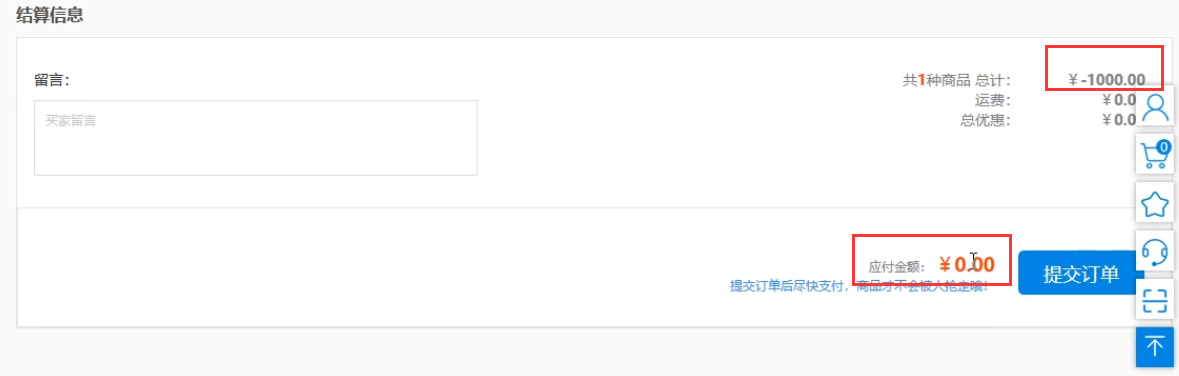 结算信息
留言：
买家留言
共1种商品 总计： ￥-1000.00
运费： ￥0.0
总优惠： ￥0.0
0
应付金额： ￥0.00
提交订单后尽快支付，商品才不会被人抢走哦！
提交订单